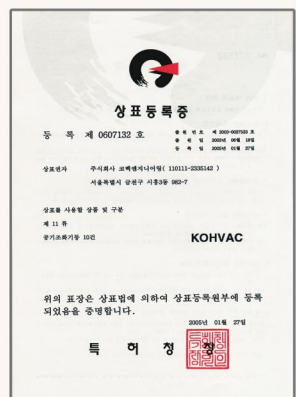 상표등록증
등 록 제 0607132 호
출 원 번 호 제 2003-0027533 호
출 원 일 2003년 06월 18일
등 록 일 2005년 01월 27일
상표권자 주식회사 코벡엔지니어링( 110111-2335142 )
서울특별시 금천구 시흥3동 982-7
상표를 사용할 상품 및 구분
제 11 류
공기조화기등 10건
KOHVAC
위의 표장은 상표법에 의하여 상표등록원부에 등록
되었음을 증명합니다.
2005년 01월 27일
특 허 청 장